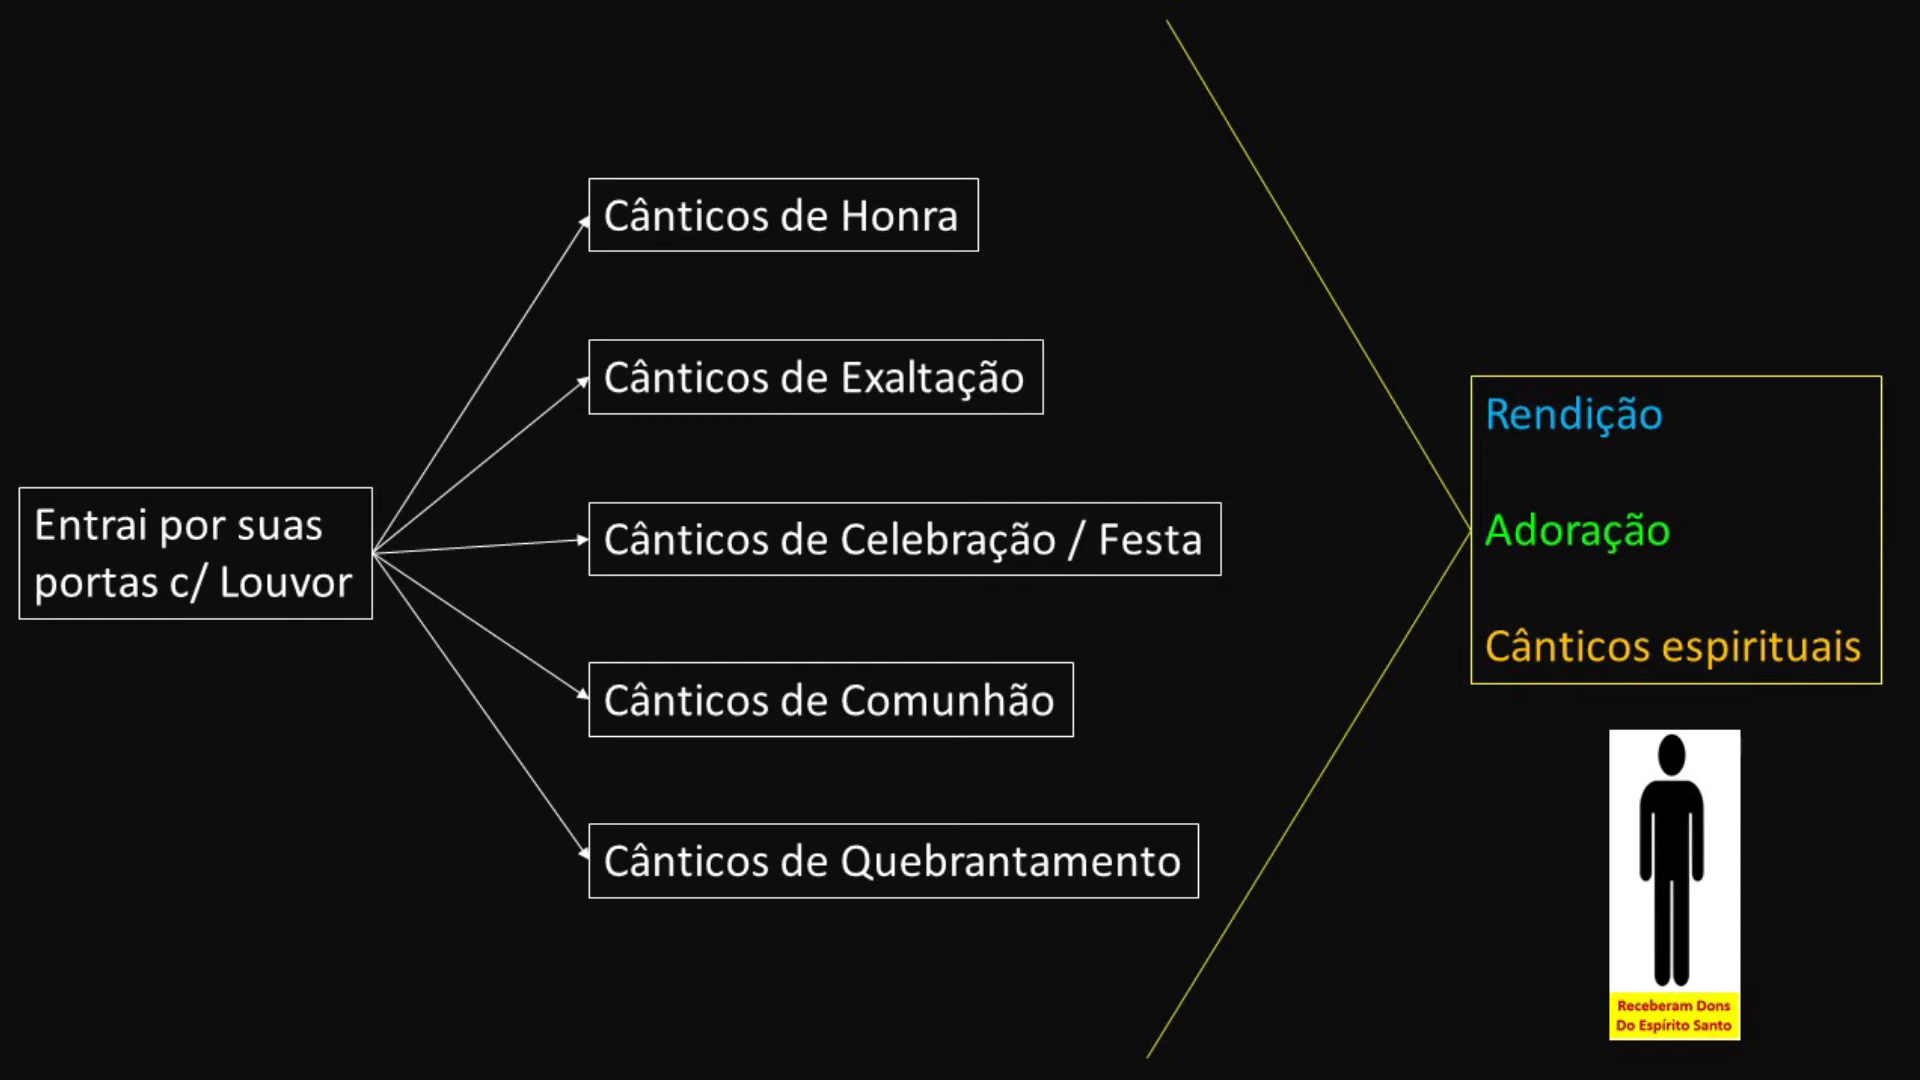 Entrai por suas
portas c/ Louvor
Cânticos de Honra
Cânticos de Exaltação
Cânticos de Celebração / Festa
Cânticos de Comunhão
Cânticos de Quebrantamento
Rendição
Adoração
Cânticos espirituais
Receberam Dons
Do Espírito Santo